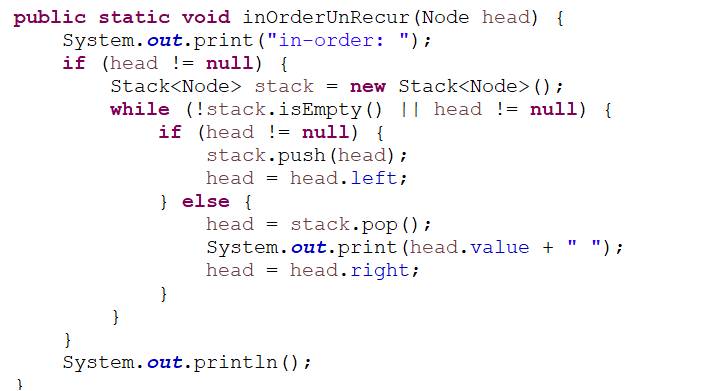 public static void inOrderUnRecur(Node head) {
    System.out.print("in-order: ");
    if (head != null) {
        Stack<Node> stack = new Stack<Node>();
        while (!stack.isEmpty() || head != null) {
            if (head != null) {
                stack.push(head);
                head = head.left;
            } else {
                head = stack.pop();
                System.out.print(head.value + " ");
                head = head.right;
            }
        }
    }
    System.out.println();
}